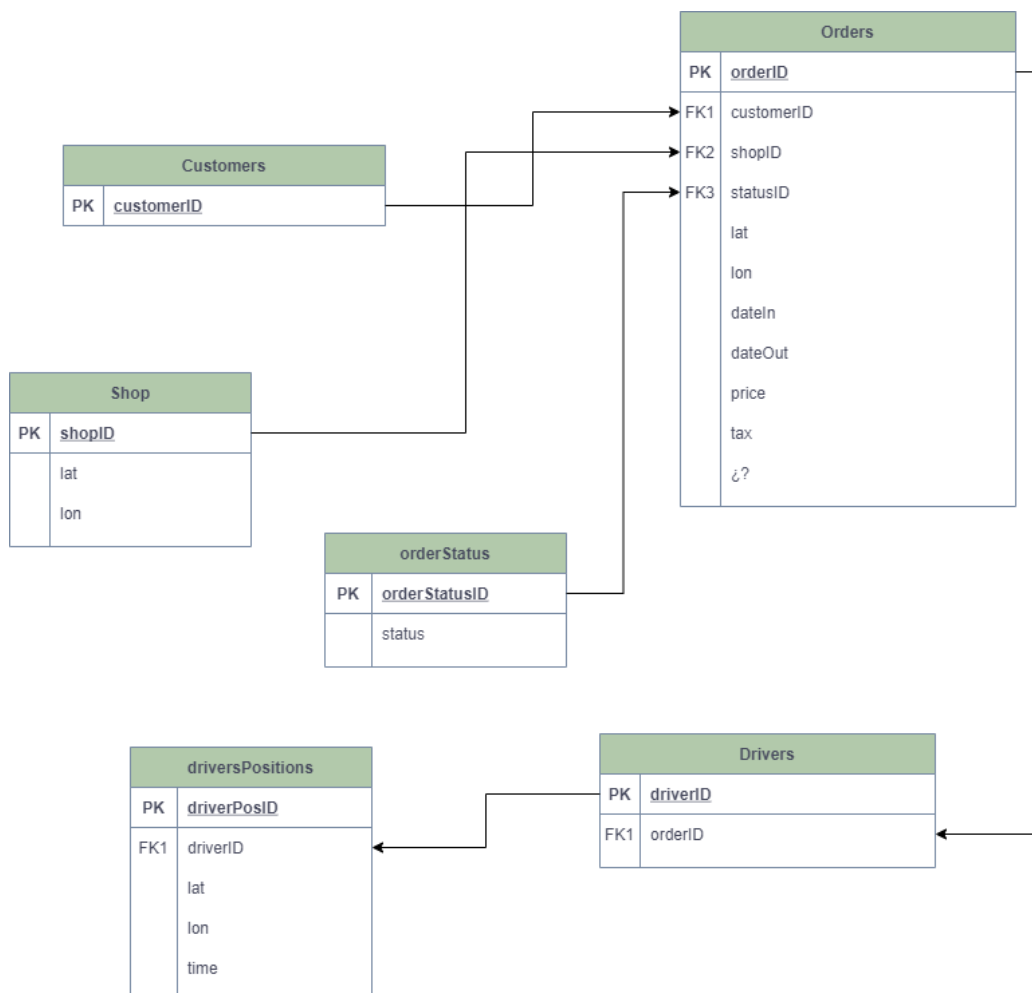 Orders
PK orderID
FK1 customerID
FK2 shopID
FK3 statusID
lat
lon
dateIn
dateOut
price
tax
¿?
Customers
PK customerID
Shop
PK shopID
lat
lon
orderStatus
PK orderStatusID
status
driversPositions
PK driverPosID
FK1 driverID
lat
lon
time
Drivers
PK driverID
FK1 orderID